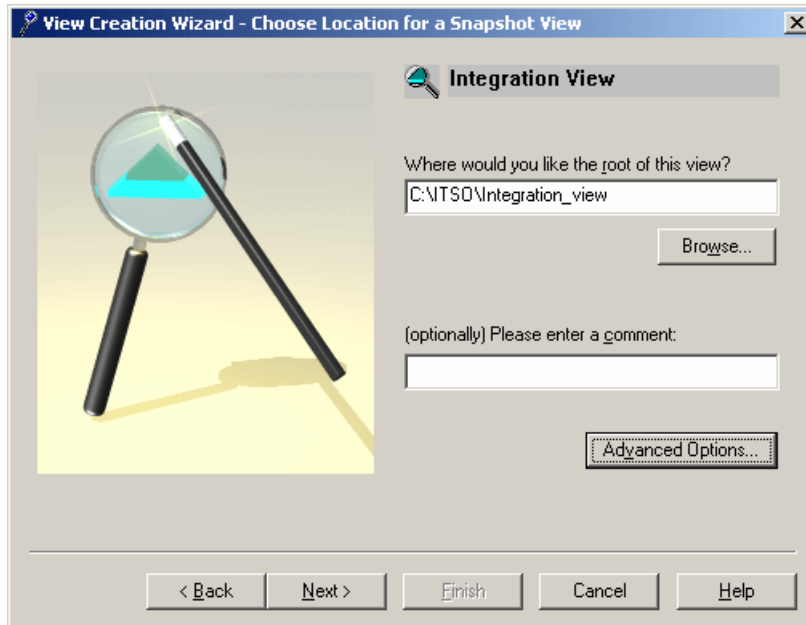 View Creation Wizard - Choose Location for a Snapshot View
Integration View
Where would you like the root of this view?
C:\ITSO\Integration_view
Browse...
(optionally) Please enter a comment:
Advanced Options...
< Back
Next >
Finish
Cancel
Help